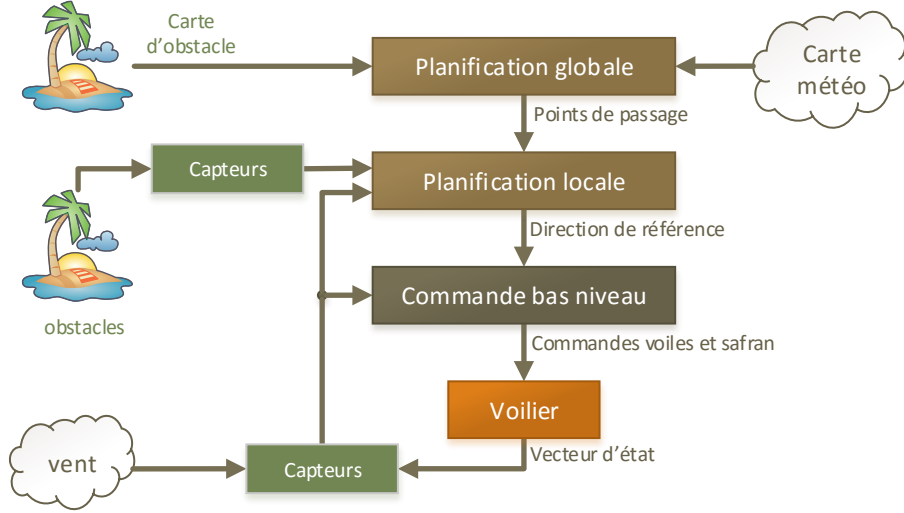 Carte
d’obstacle
Planification globale
Carte
météo
Points de passage
Capteurs
Planification locale
Direction de référence
obstacles
Commande bas niveau
Commandes voiles et safran
Voilier
Vecteur d’état
vent
Capteurs